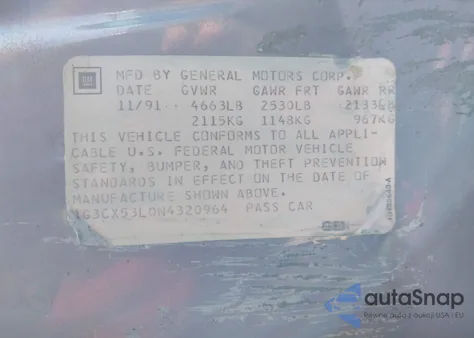 GM
MFD BY GENERAL MOTORS CORP.
DATE GVWR GAWR FRT GAWR RR
11/91 4663LB 2530LB 2133LB
2115KG 1148KG 967KG
THIS VEHICLE CONFORMS TO ALL APPLI-
CABLE U.S. FEDERAL MOTOR VEHICLE
SAFETY, BUMPER, AND THEFT PREVENTION
STANDARDS IN EFFECT ON THE DATE OF
MANUFACTURE SHOWN ABOVE.
1G3CX53L0N4320964 PASS CAR
autaSnap